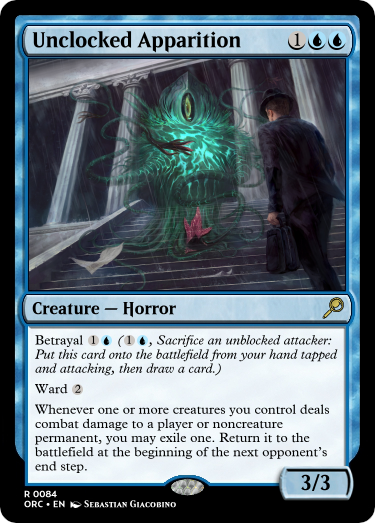 Unclocked Apparition 1UU
Creature — Horror
Betrayal 1U (1U, Sacrifice an unblocked attacker:
Put this card onto the battlefield from your hand tapped
and attacking, then draw a card.)
Ward 2
Whenever one or more creatures you control deals
combat damage to a player or noncreature
permanent, you may exile one. Return it to the
battlefield at the beginning of the next opponent's
end step.
3/3
R 0084
ORC • EN Sebastian Giacobino